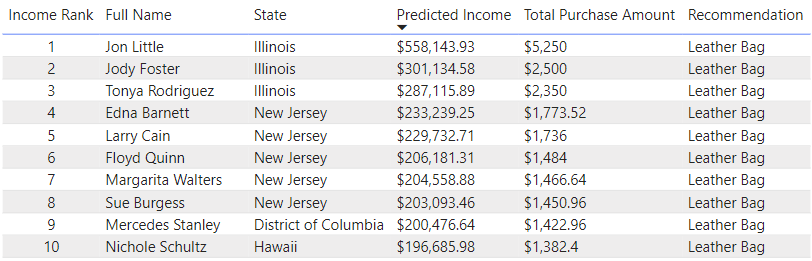 Income Rank Full Name State Predicted Income Total Purchase Amount Recommendation
1 Jon Little Illinois $558,143.93 $5,250 Leather Bag
2 Jody Foster Illinois $301,134.58 $2,500 Leather Bag
3 Tonya Rodriguez Illinois $287,115.89 $2,350 Leather Bag
4 Edna Barnett New Jersey $233,239.25 $1,773.52 Leather Bag
5 Larry Cain New Jersey $229,732.71 $1,736 Leather Bag
6 Floyd Quinn New Jersey $206,181.31 $1,484 Leather Bag
7 Margarita Walters New Jersey $204,558.88 $1,466.64 Leather Bag
8 Sue Burgess New Jersey $203,093.46 $1,450.96 Leather Bag
9 Mercedes Stanley District of Columbia $200,476.64 $1,422.96 Leather Bag
10 Nichole Schultz Hawaii $196,685.98 $1,382.4 Leather Bag